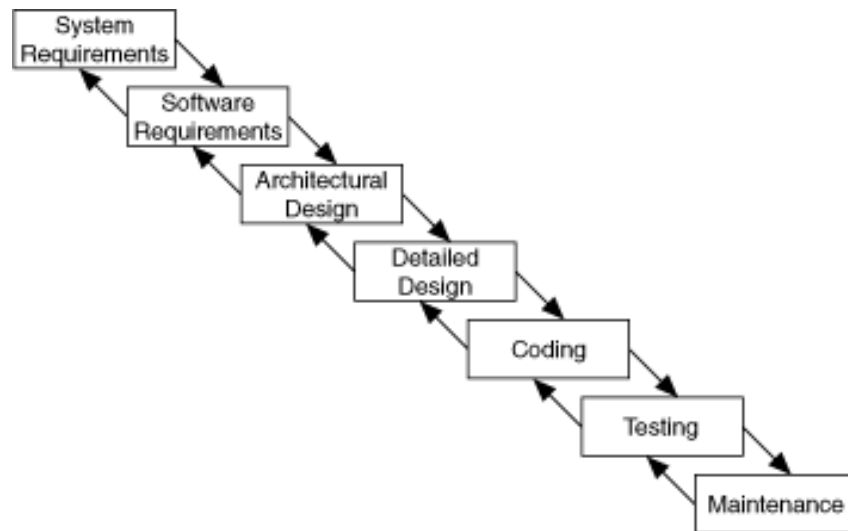 System
Requirements
Software
Requirements
Architectural
Design
Detailed
Design
Coding
Testing
Maintenance